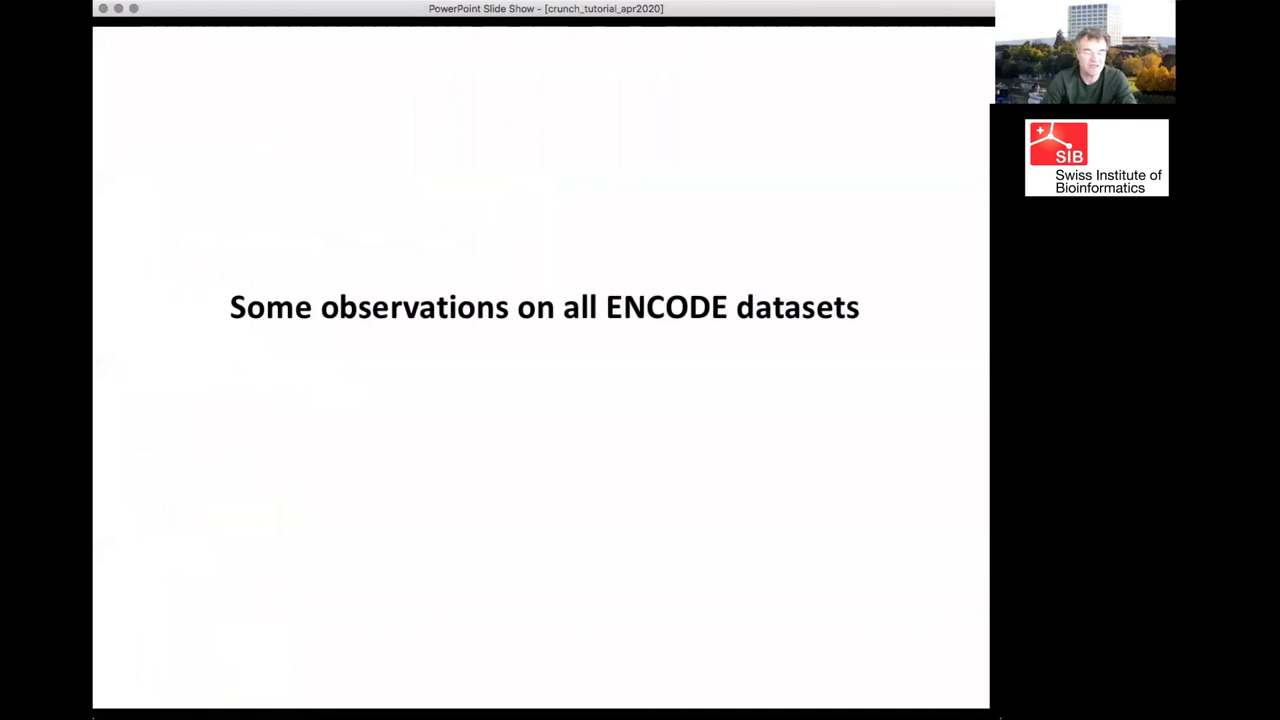 PowerPoint Slide Show - [crunch_tutorial_apr2020]
Some observations on all ENCODE datasets
SIB
Swiss Institute of
Bioinformatics